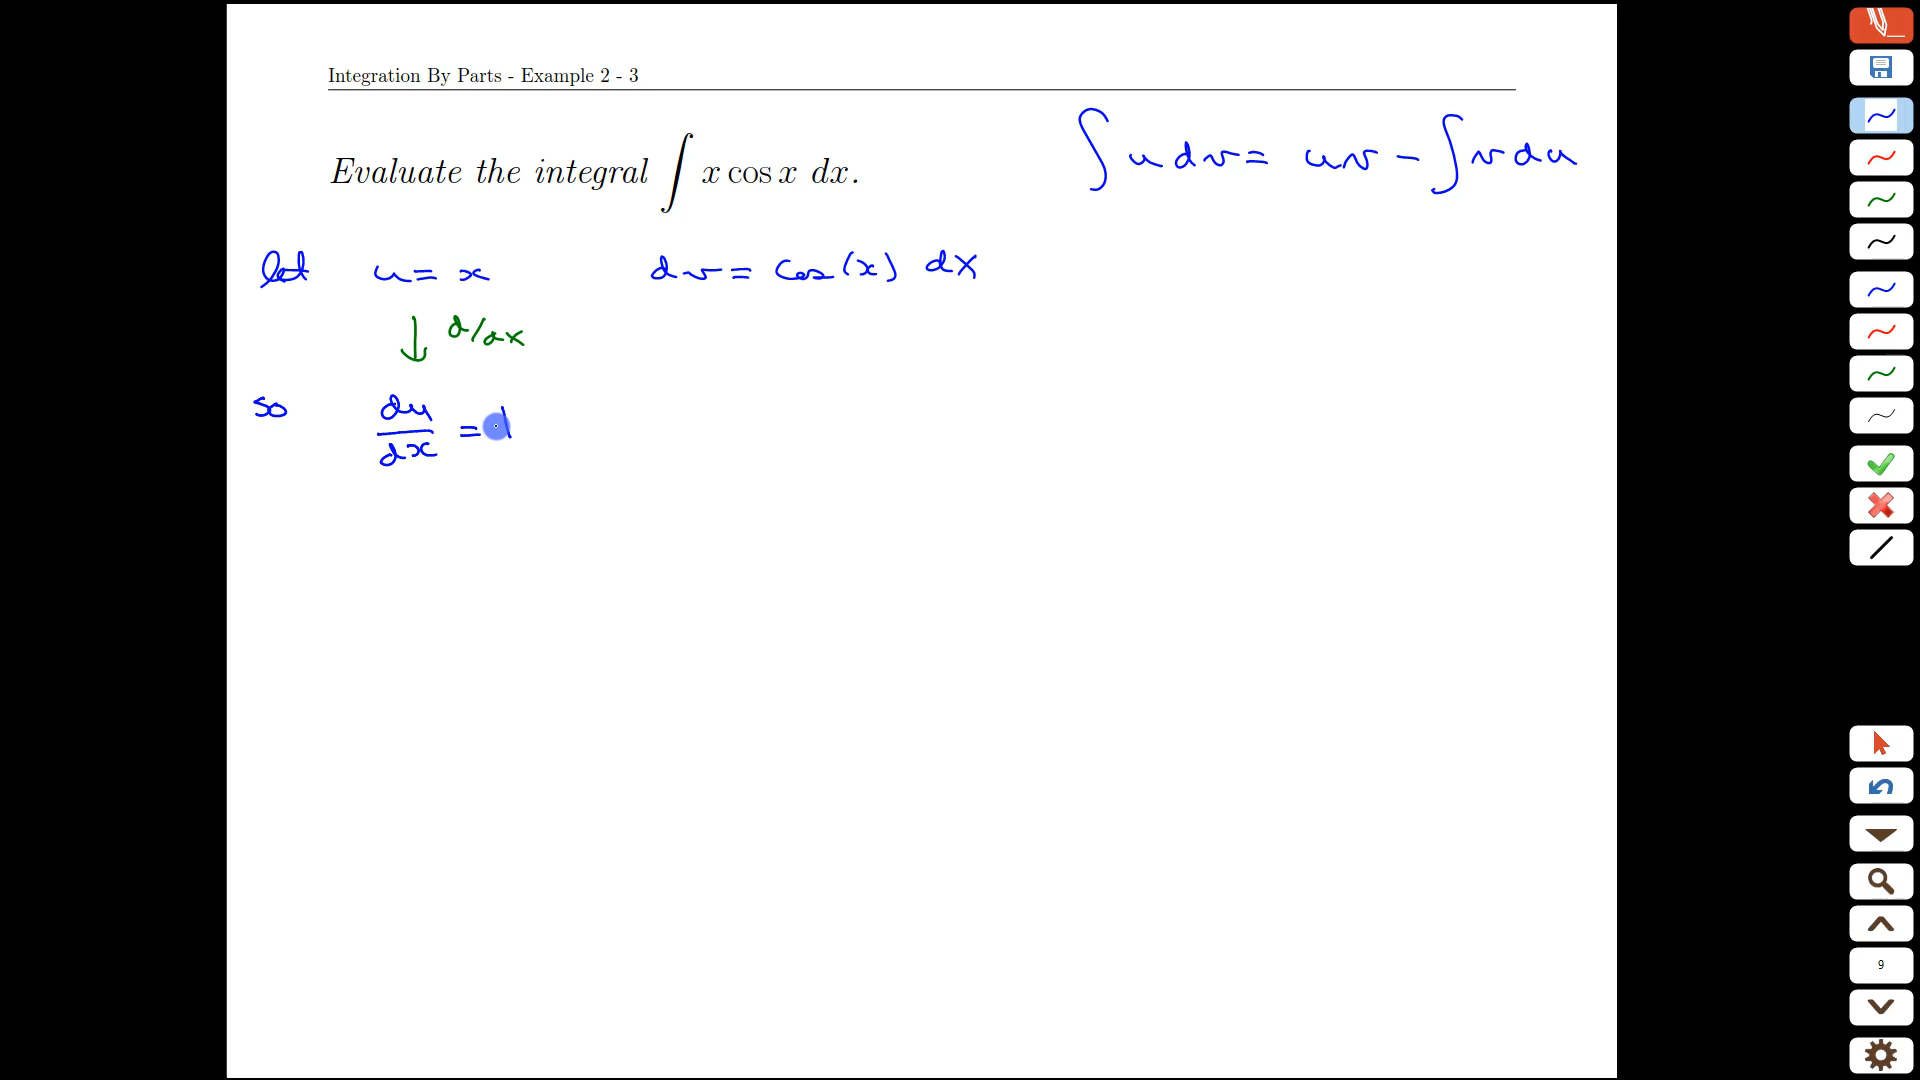 Integration By Parts - Example 2 - 3
Evaluate the integral ∫ x cos x dx.
∫ u dv = uv - ∫ v du
let u = x dv = cos(x) dx
↓ d/dx
so du/dx = 1
9